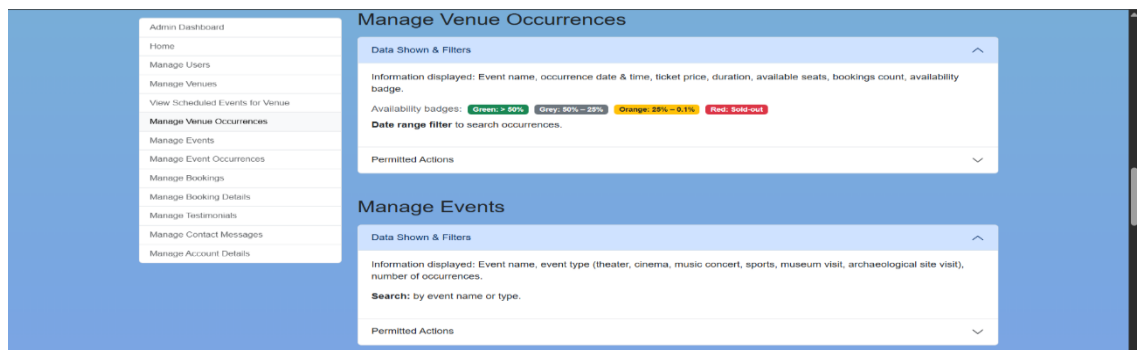 Admin Dashboard
Home
Manage Users
Manage Venues
View Scheduled Events for Venue
Manage Venue Occurrences
Manage Events
Manage Event Occurrences
Manage Bookings
Manage Booking Details
Manage Testimonials
Manage Contact Messages
Manage Account Details
Manage Venue Occurrences
Data Shown & Filters
Information displayed: Event name, occurrence date & time, ticket price, duration, available seats, bookings count, availability
badge.
Availability badges: Green: > 50% Grey: 50% – 25% Orange: 25% – 0.1% Red: Sold-out
Date range filter to search occurrences.
Permitted Actions
Manage Events
Data Shown & Filters
Information displayed: Event name, event type (theater, cinema, music concert, sports, museum visit, archaeological site visit),
number of occurrences.
Search: by event name or type.
Permitted Actions